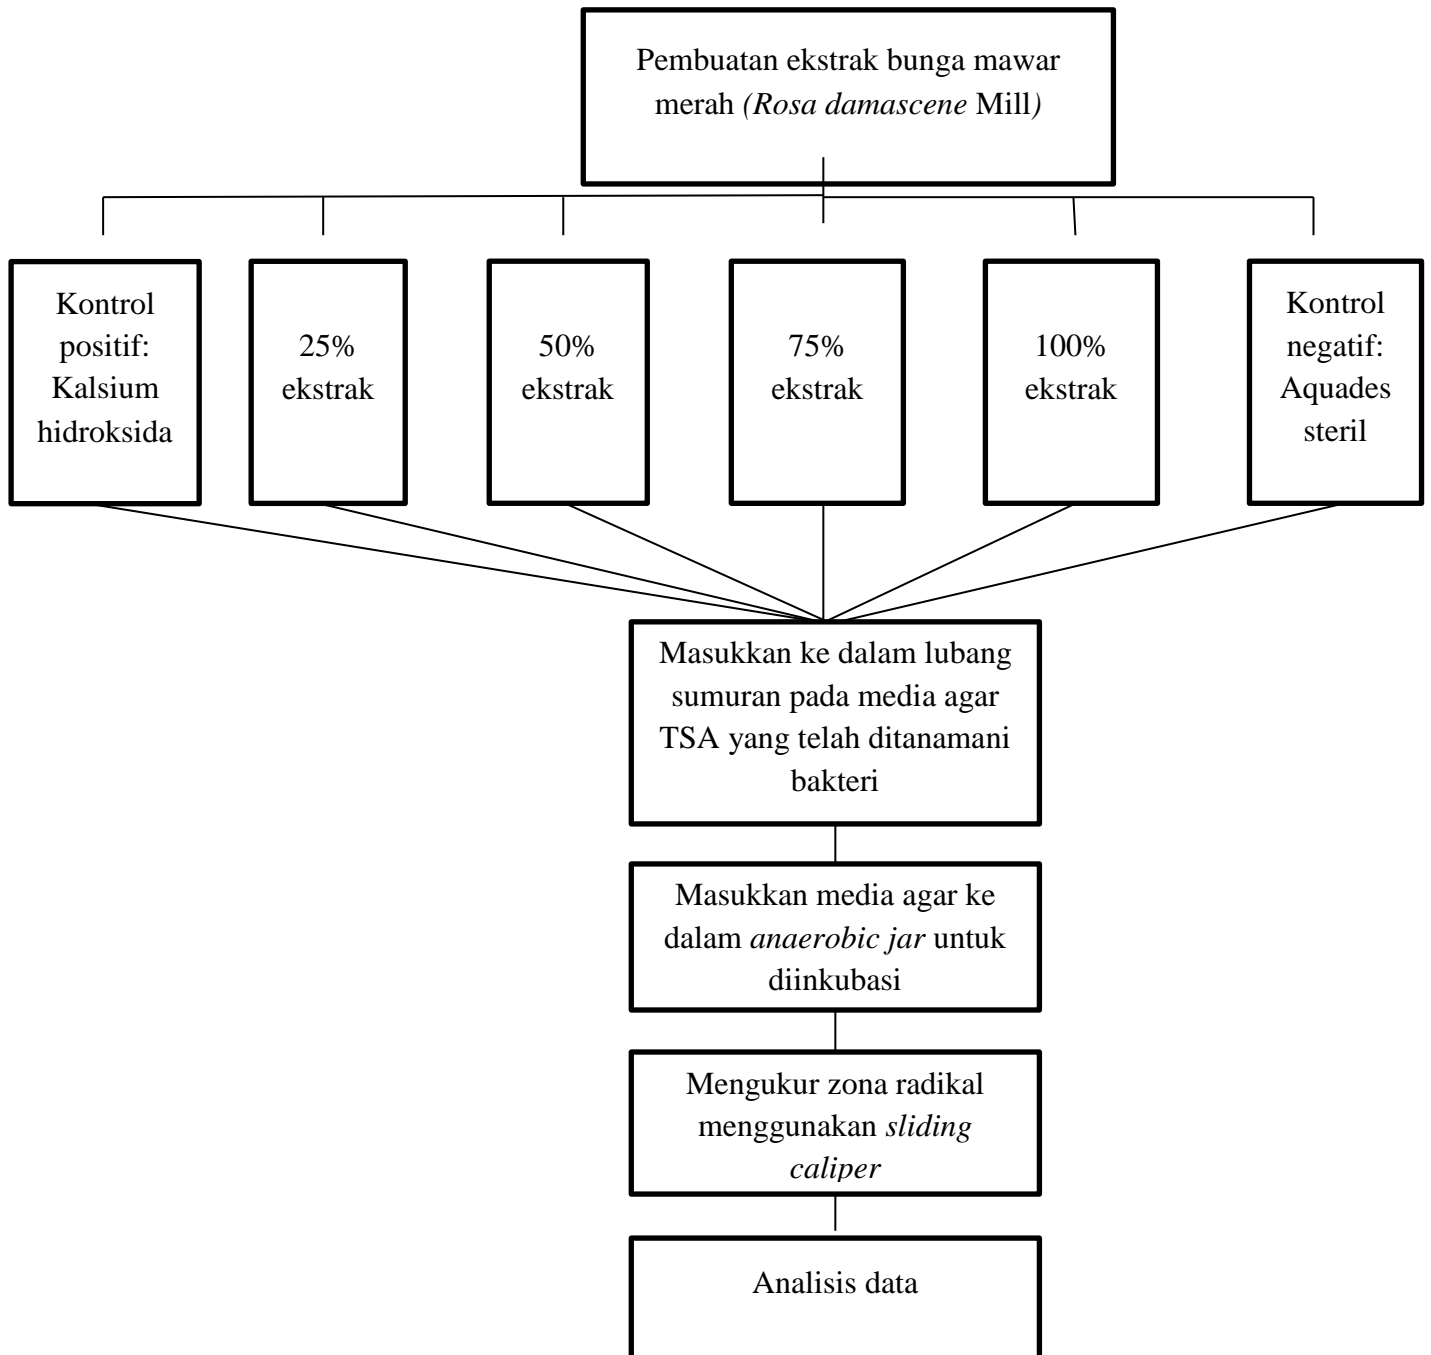 Pembuatan ekstrak bunga mawar
merah (Rosa damascene Mill)
Kontrol
positif:
Kalsium
hidroksida
25%
ekstrak
50%
ekstrak
75%
ekstrak
100%
ekstrak
Kontrol
negatif:
Aquades
steril
Masukkan ke dalam lubang
sumuran pada media agar
TSA yang telah ditanamani
bakteri
Masukkan media agar ke
dalam anaerobic jar untuk
diinkubasi
Mengukur zona radikal
menggunakan sliding
caliper
Analisis data